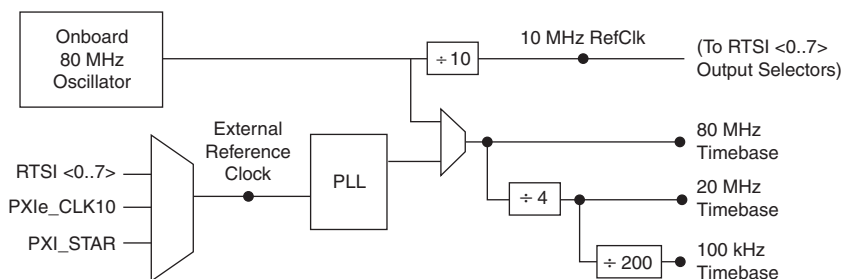 Onboard
80 MHz
Oscillator
÷ 10
10 MHz RefClk
(To RTSI <0..7>
Output Selectors)
External
Reference
Clock
RTSI <0..7>
PXIe_CLK10
PXI_STAR
PLL
80 MHz
Timebase
÷ 4
20 MHz
Timebase
÷ 200
100 kHz
Timebase